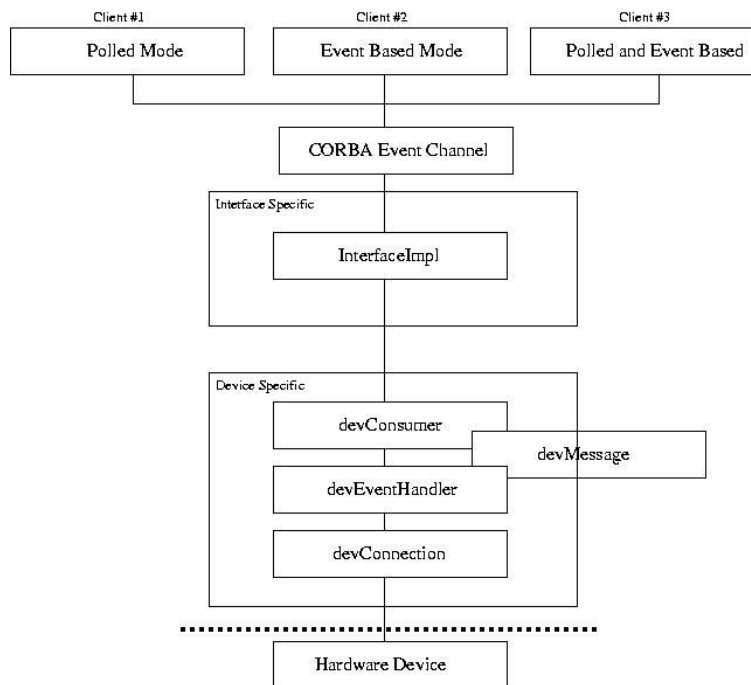 Client #1
Client #2
Client #3
Polled Mode
Event Based Mode
Polled and Event Based
CORBA Event Channel
Interface Specific
InterfaceImpl
Device Specific
devConsumer
devMessage
devEventHandler
devConnection
Hardware Device